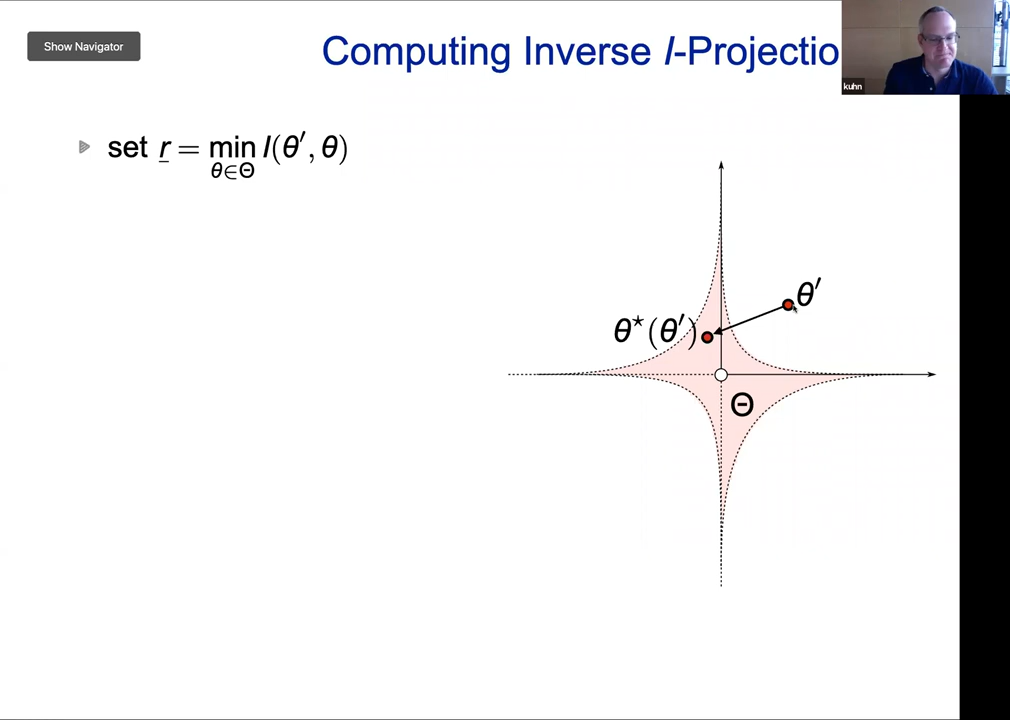 Show Navigator
Computing Inverse I-Projectio
kuhn
set r = min I(θ′, θ)
θ∈Θ
θ′
θ⋆(θ′)
Θ